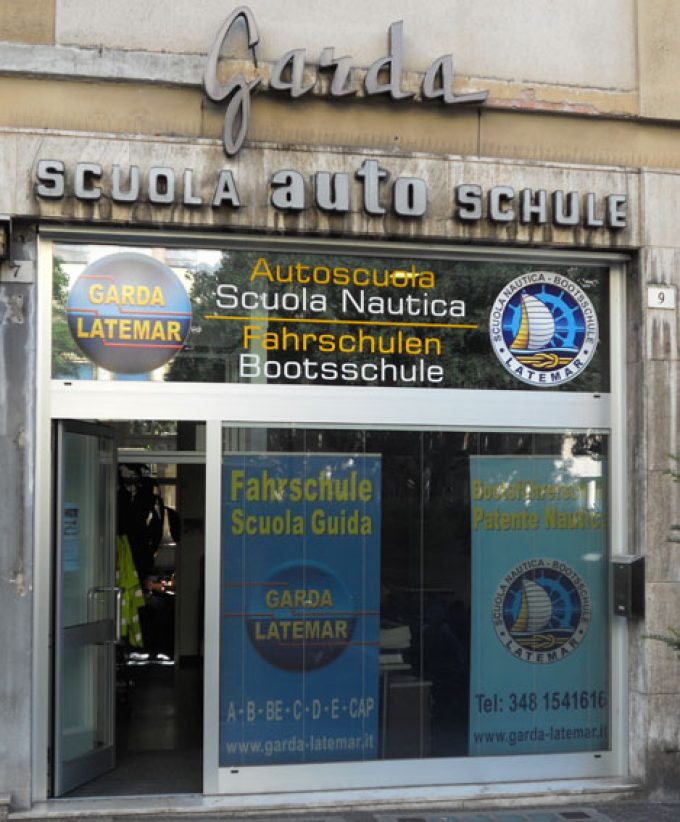 Garda
SCUOLA auto SCHULE
7
9
GARDA
LATEMAR
Autoscuola
Scuola Nautica
Fahrschulen
Bootsschule
SCUOLA NAUTICA - BOOTSSCHULE
• LATEMAR •
Fahrschule
Scuola Guida
GARDA
LATEMAR
A - B - BE - C - D - E - CAP
www.garda-latemar.it
Patente Nautica
SCUOLA NAUTICA - BOOTSSCHULE
• LATEMAR •
Tel: 348 1541616
www.garda-latemar.it